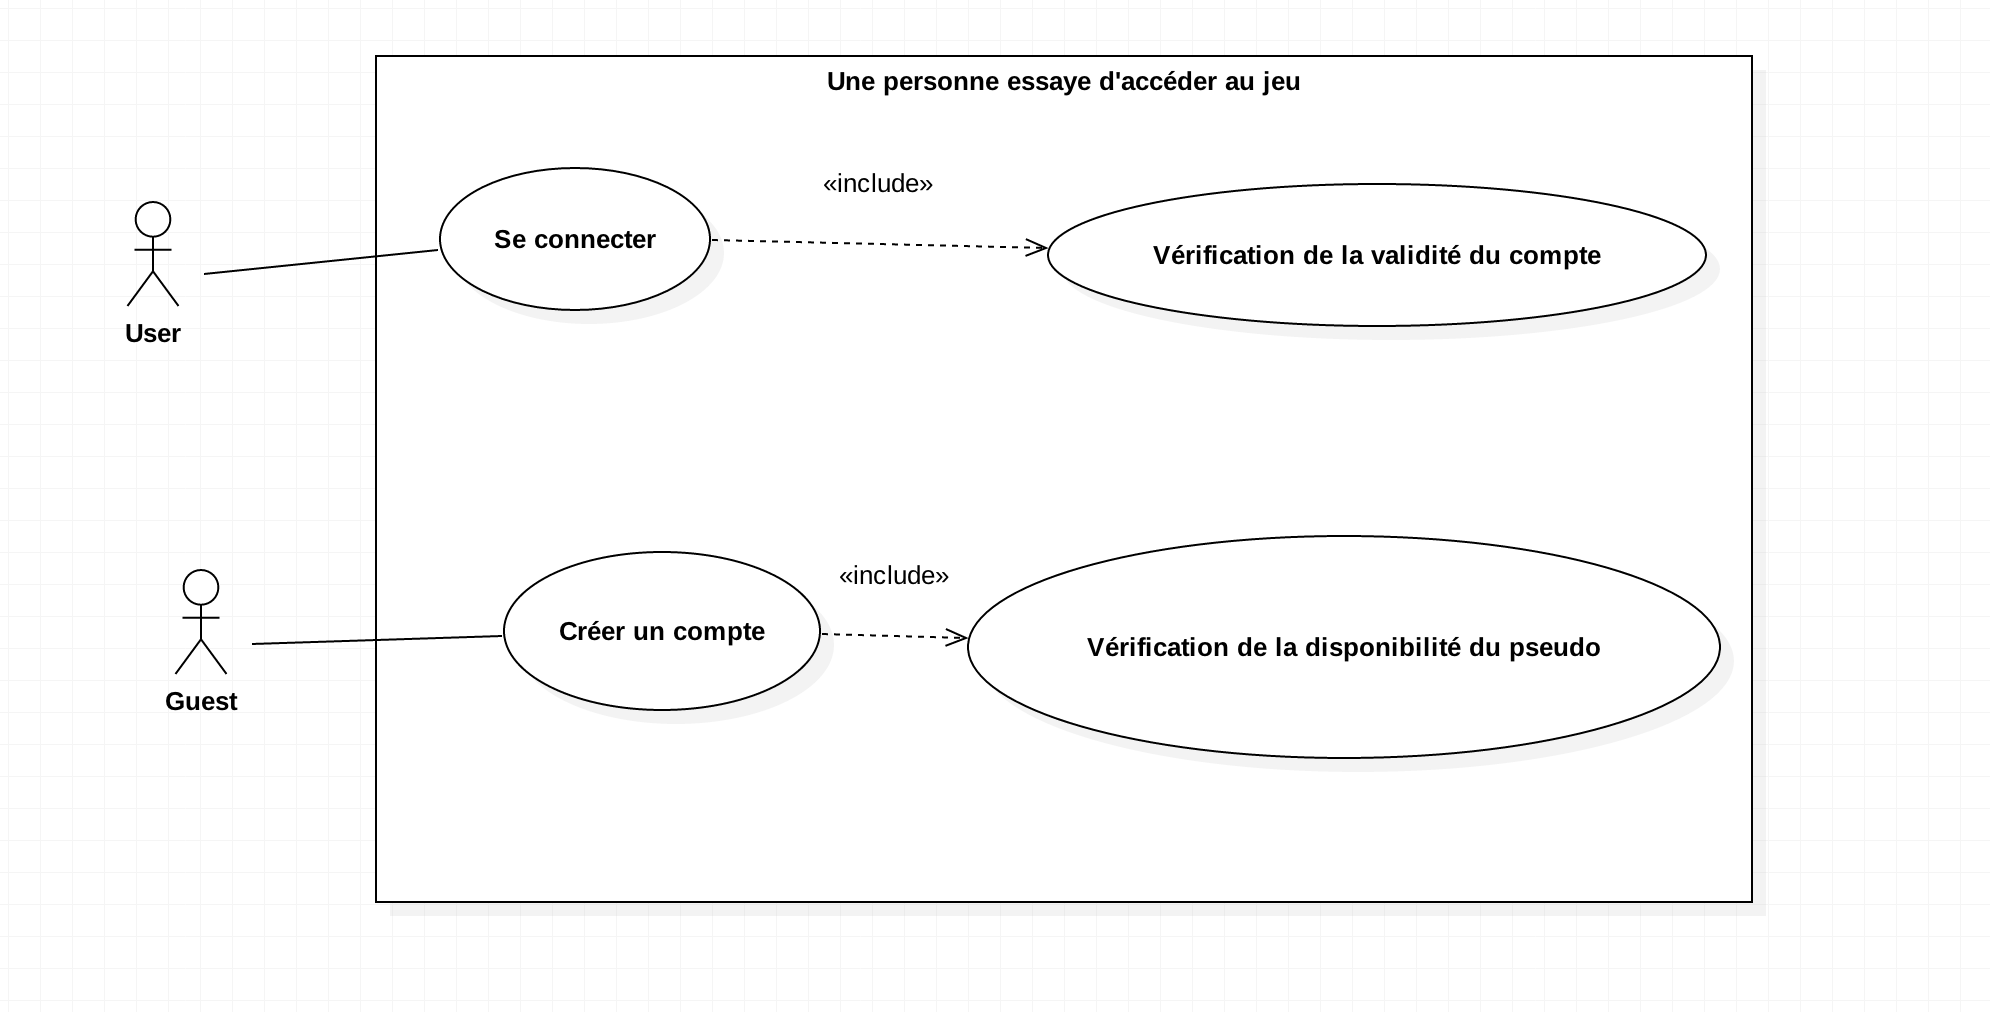 Une personne essaye d'accéder au jeu
«include»
Se connecter
Vérification de la validité du compte
User
«include»
Créer un compte
Vérification de la disponibilité du pseudo
Guest